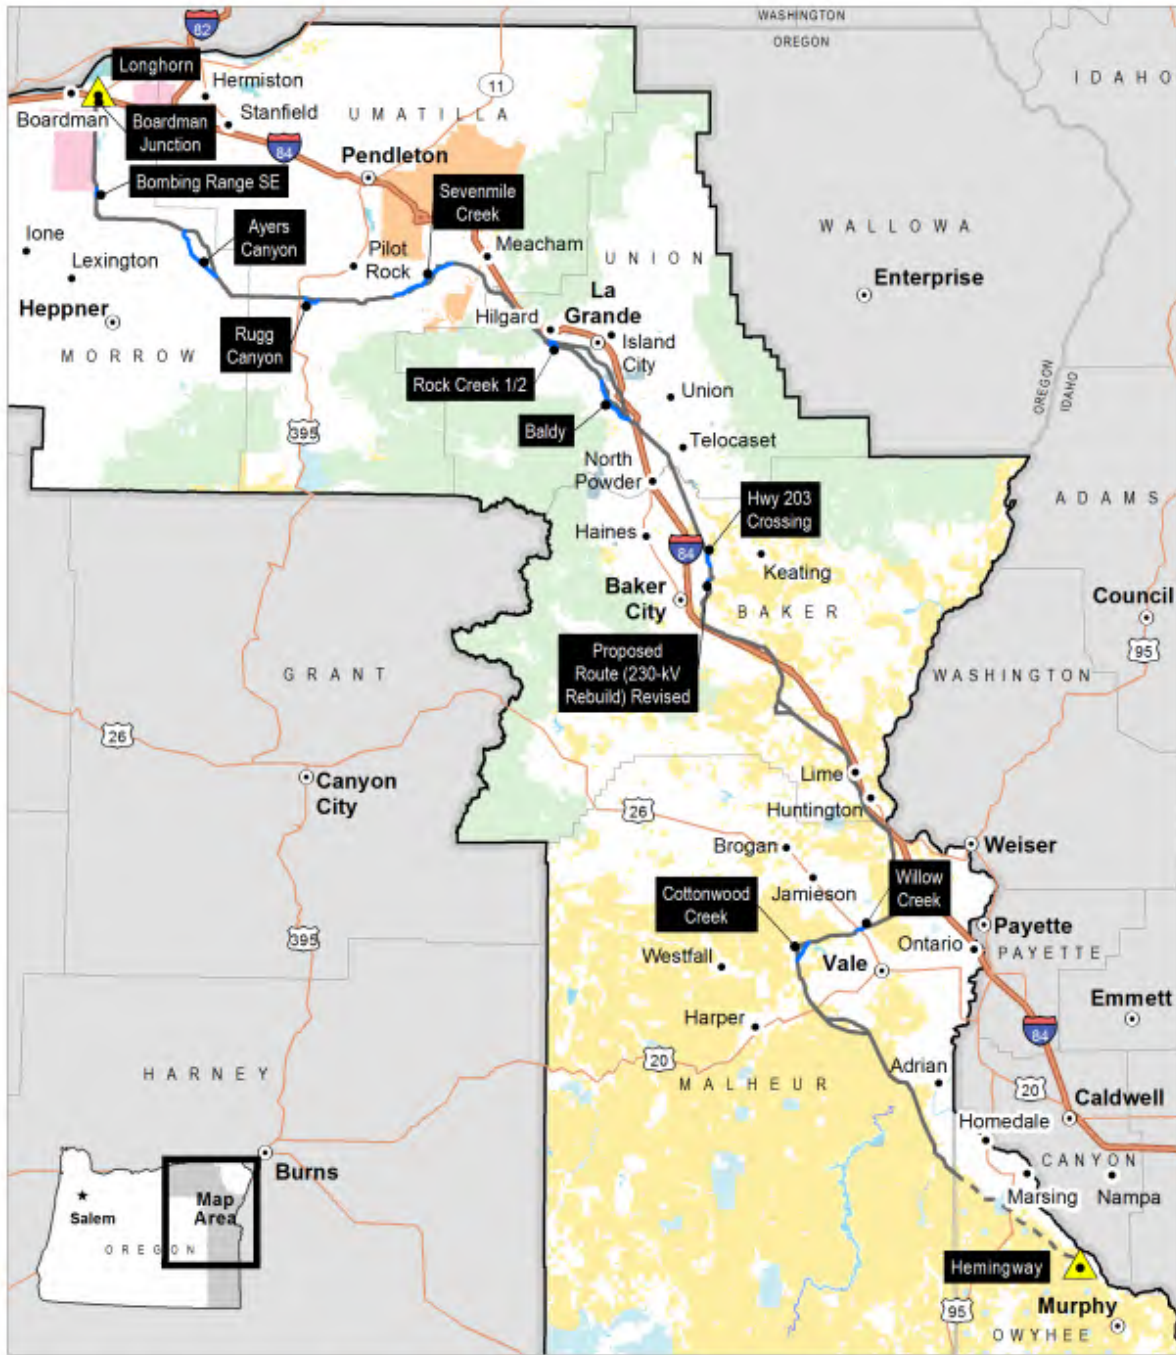 WASHINGTON
OREGON
IDAHO
82
Longhorn
Hermiston
11
Boardman
Stanfield
UMATILLA
Boardman
Junction
84
Pendleton
Bombing Range SE
Sevenmile
Creek
WALLOWA
Ione
Ayers
Canyon
Meacham
UNION
Lexington
Pilot
Rock
Enterprise
Heppner
La
Grande
Hilgard
Island
City
MORROW
Rugg
Canyon
Rock Creek 1/2
OREGON
IDAHO
Union
395
Baldy
Telocaset
North
Powder
ADAMS
Hwy 203
Crossing
Haines
84
Keating
Baker
City
BAKER
Council
95
Proposed
Route (230-kV
Rebuild) Revised
GRANT
WASHINGTON
26
Canyon
City
Lime
Huntington
26
Brogan
Weiser
Jamieson
Willow
Creek
Cottonwood
Creek
Payette
395
Ontario
PAYETTE
Westfall
Vale
Emmett
Harper
84
20
HARNEY
MALHEUR
Adrian
20
Caldwell
Homedale
Burns
CANYON
Marsing
Nampa
Map
Area
Salem
OREGON
Hemingway
95
Murphy
OWYHEE